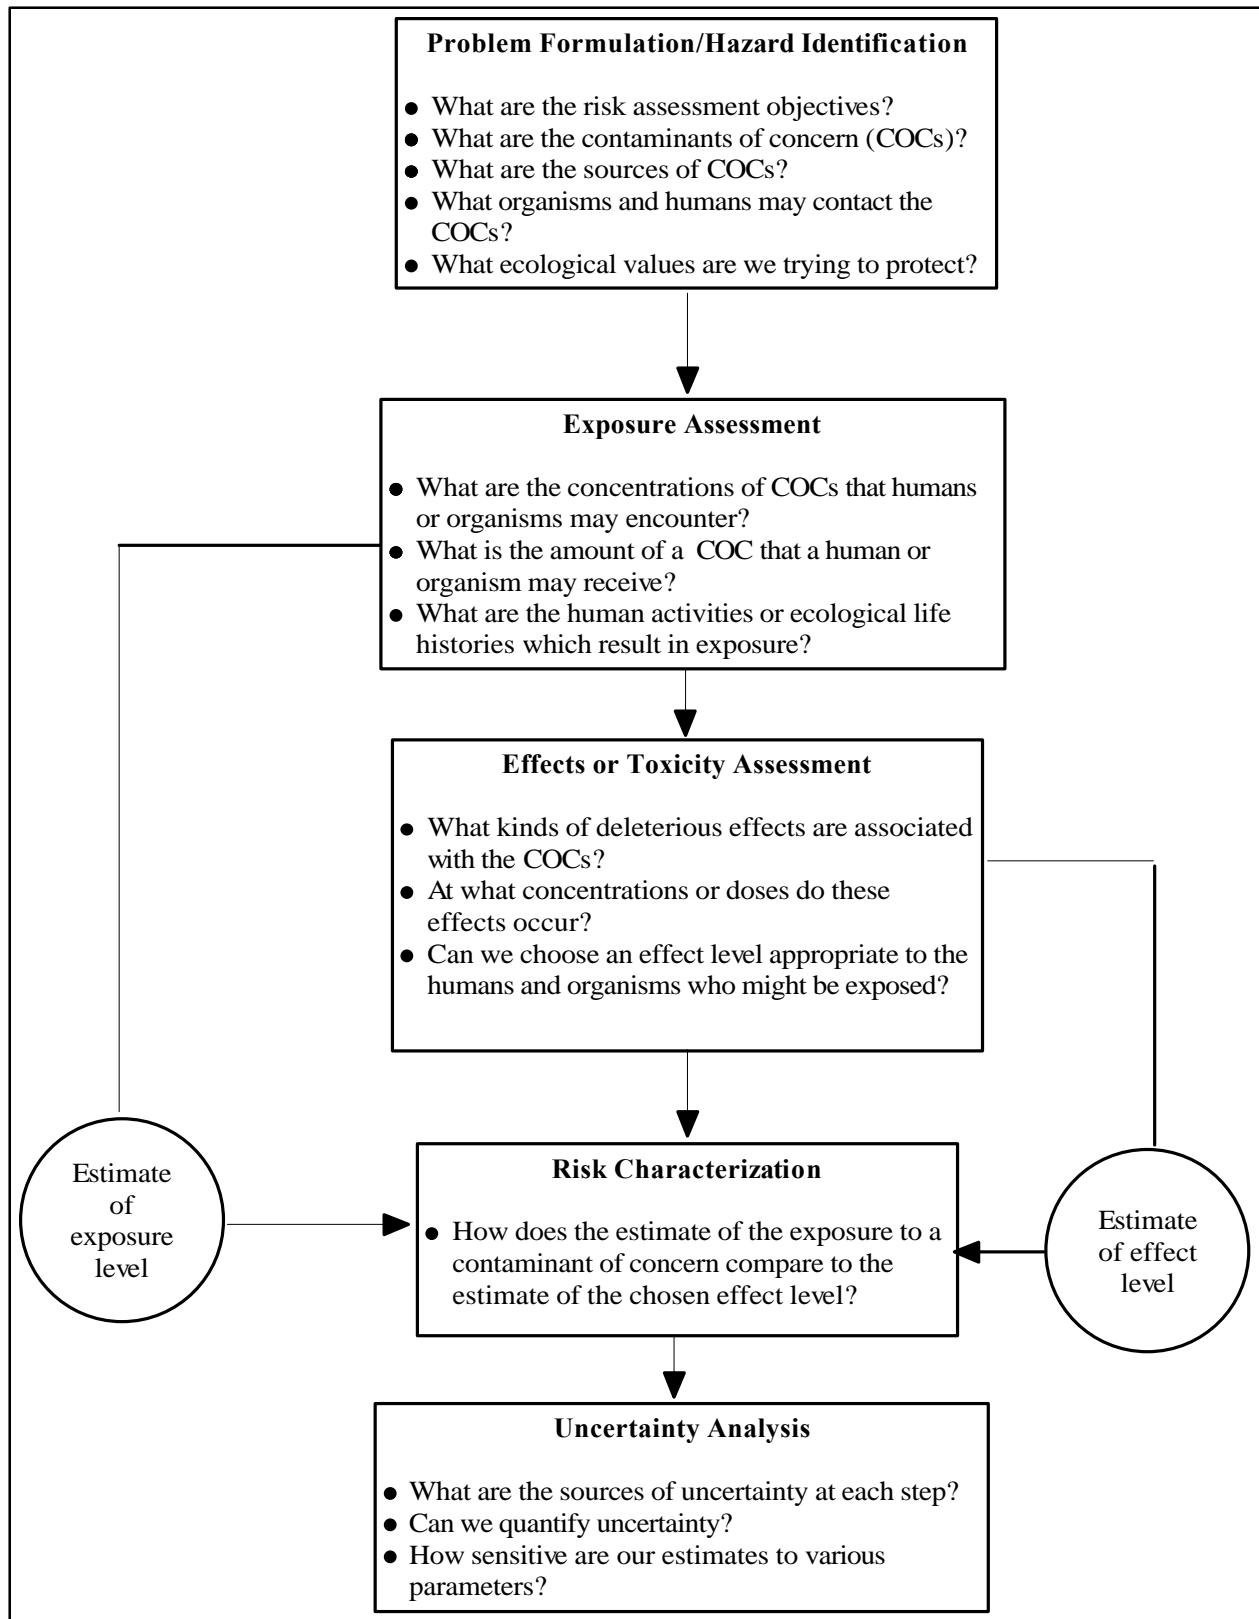 Problem Formulation/Hazard Identification
● What are the risk assessment objectives?
● What are the contaminants of concern (COCs)?
● What are the sources of COCs?
● What organisms and humans may contact the
COCs?
● What ecological values are we trying to protect?
Exposure Assessment
● What are the concentrations of COCs that humans
or organisms may encounter?
● What is the amount of a COC that a human or
organism may receive?
● What are the human activities or ecological life
histories which result in exposure?
Effects or Toxicity Assessment
● What kinds of deleterious effects are associated
with the COCs?
● At what concentrations or doses do these
effects occur?
● Can we choose an effect level appropriate to the
humans and organisms who might be exposed?
Estimate
of
exposure
level
Risk Characterization
● How does the estimate of the exposure to a
contaminant of concern compare to the
estimate of the chosen effect level?
Estimate
of effect
level
Uncertainty Analysis
● What are the sources of uncertainty at each step?
● Can we quantify uncertainty?
● How sensitive are our estimates to various
parameters?